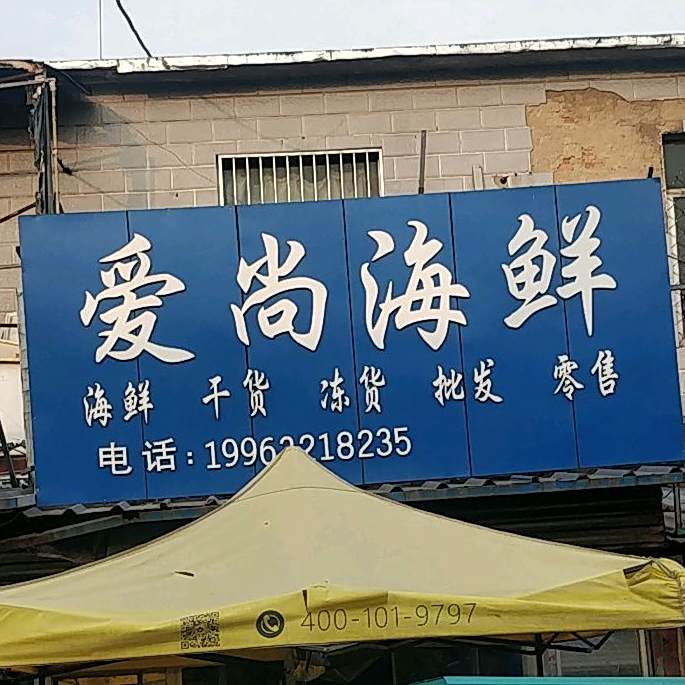 爱尚海鲜
海鲜 干货 冻货 批发 零售
电话:19963218235
400-101-9797